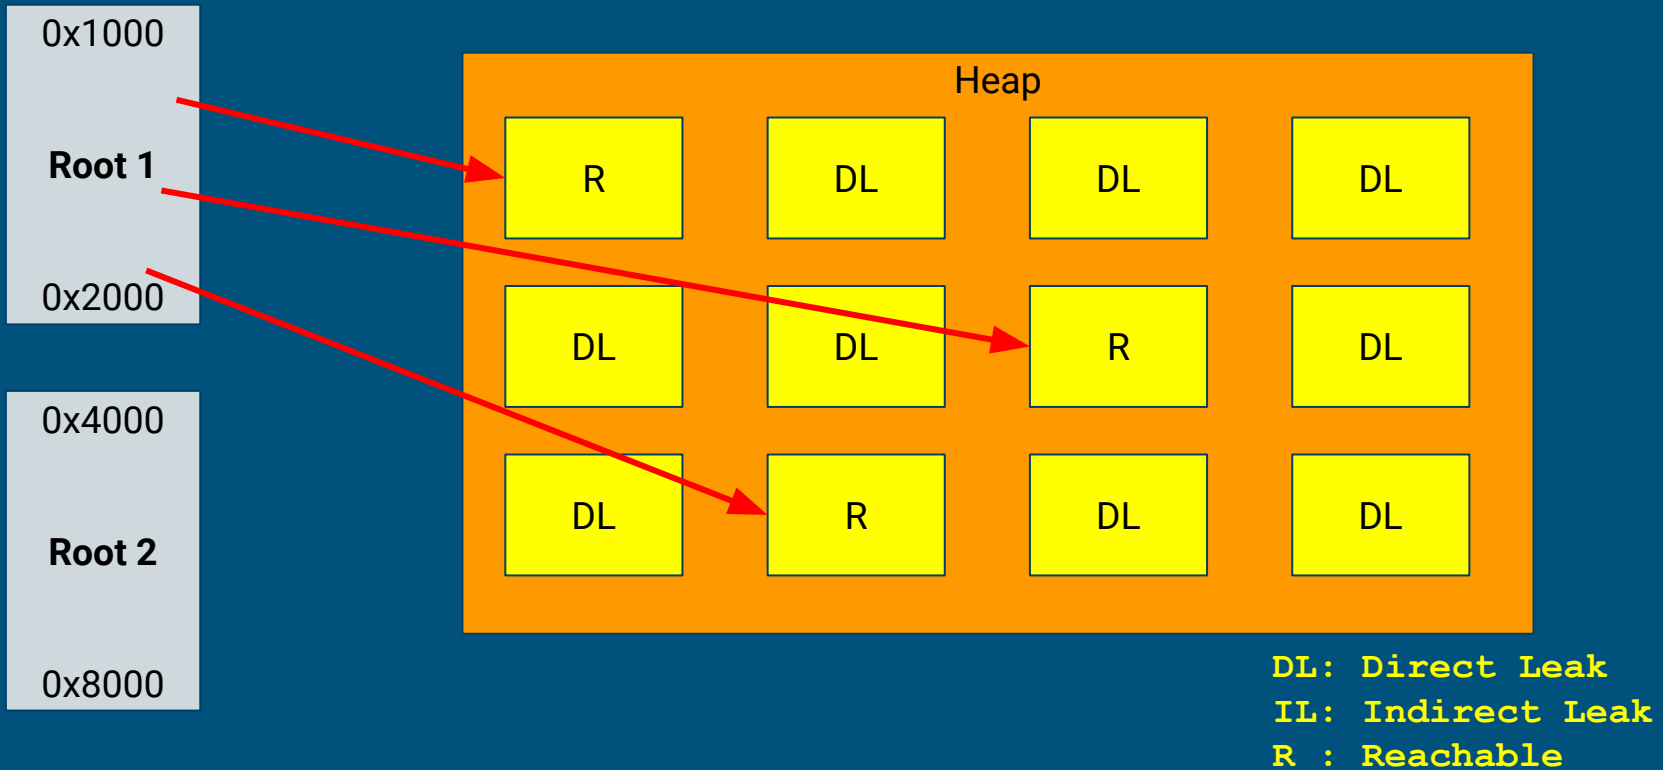 0x1000
Root 1
0x2000
0x4000
Root 2
0x8000
Heap
R DL DL DL
DL DL R DL
DL R DL DL
DL: Direct Leak
IL: Indirect Leak
R : Reachable